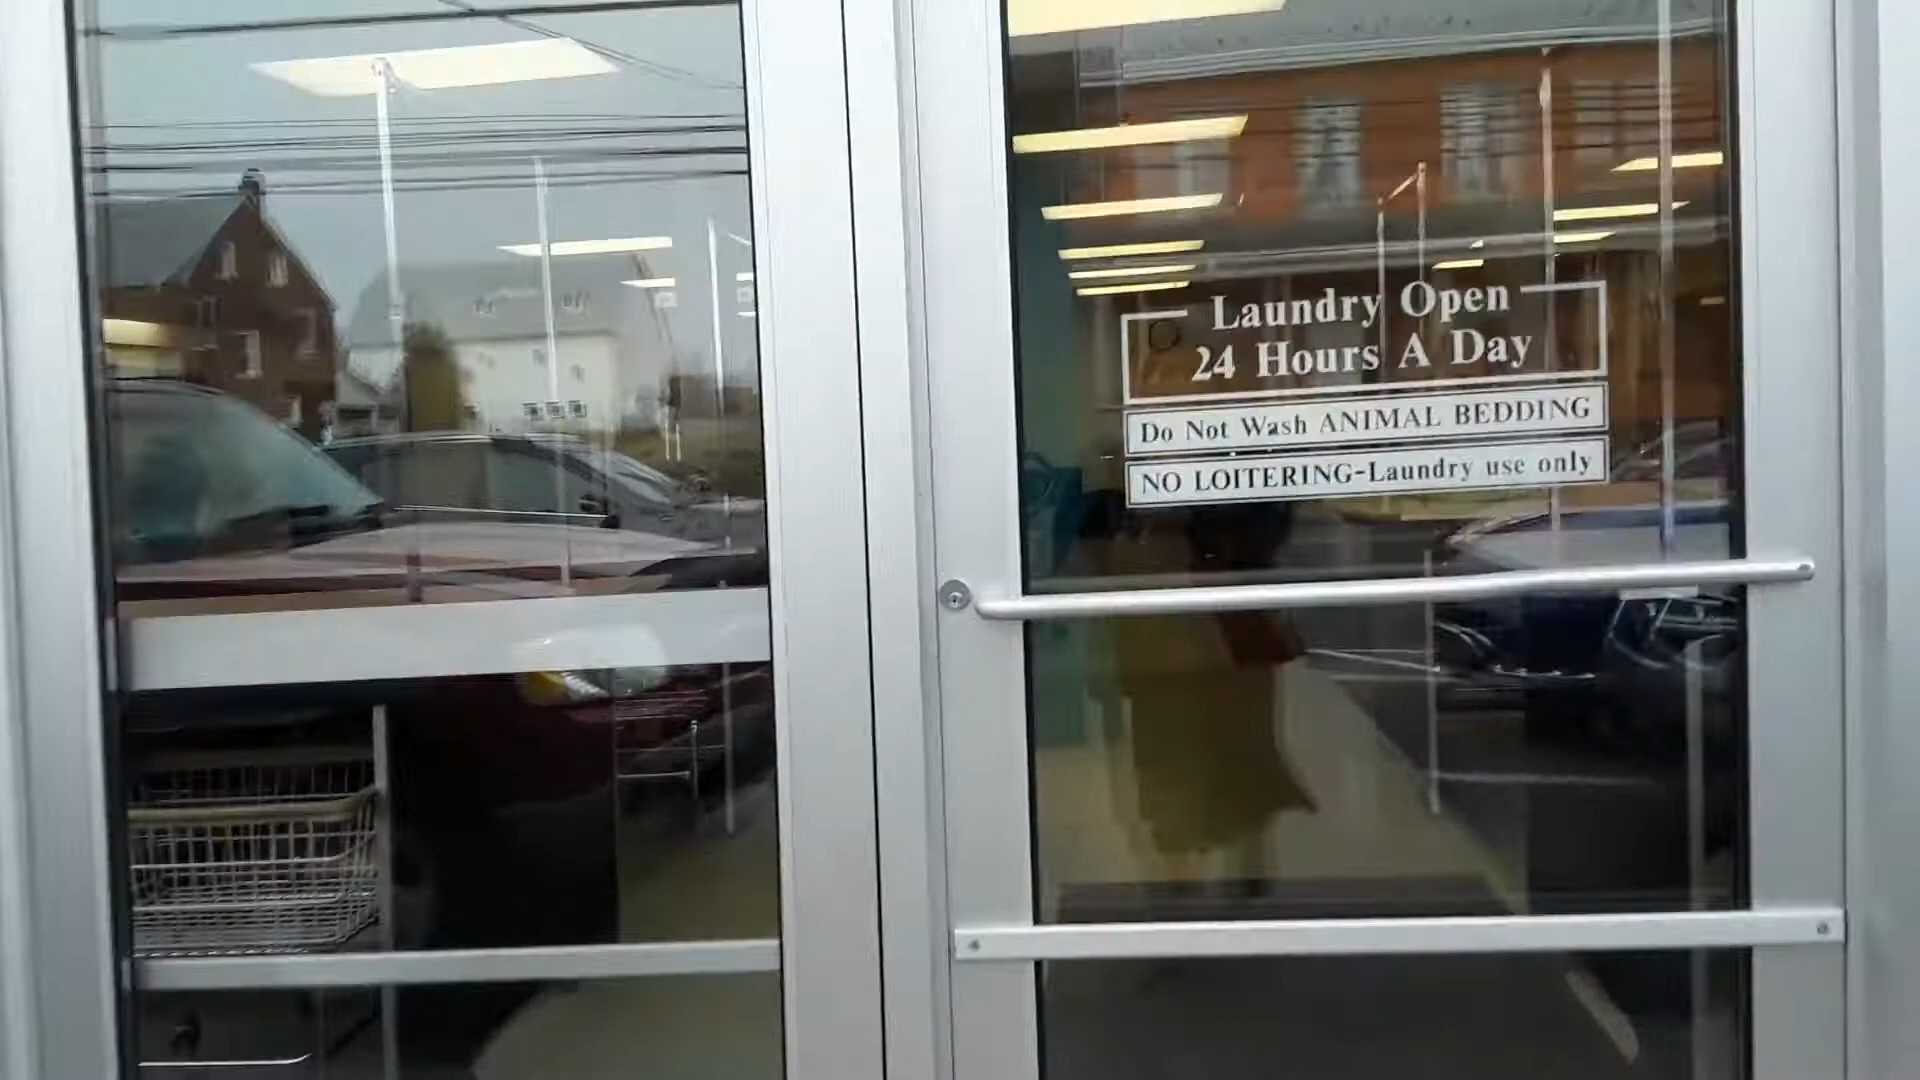 Laundry Open
24 Hours A Day
Do Not Wash ANIMAL BEDDING
NO LOITERING-Laundry use only